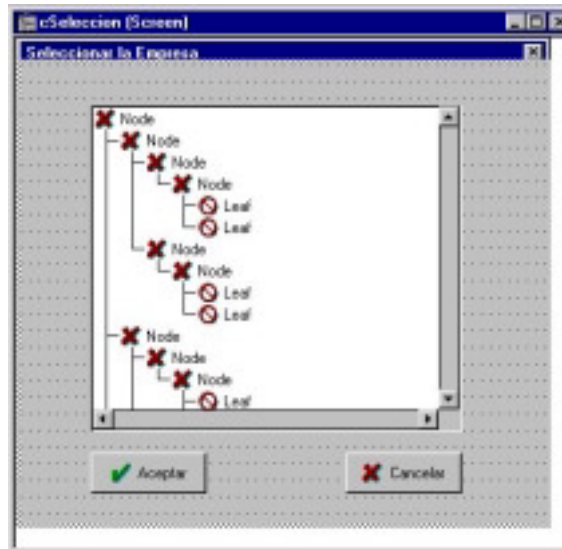 cSeleccion (Screen)
Seleccionar la Empresa
Node
Node
Node
Node
Leaf
Leaf
Node
Node
Leaf
Leaf
Node
Node
Node
Leaf
Aceptar
Cancelar